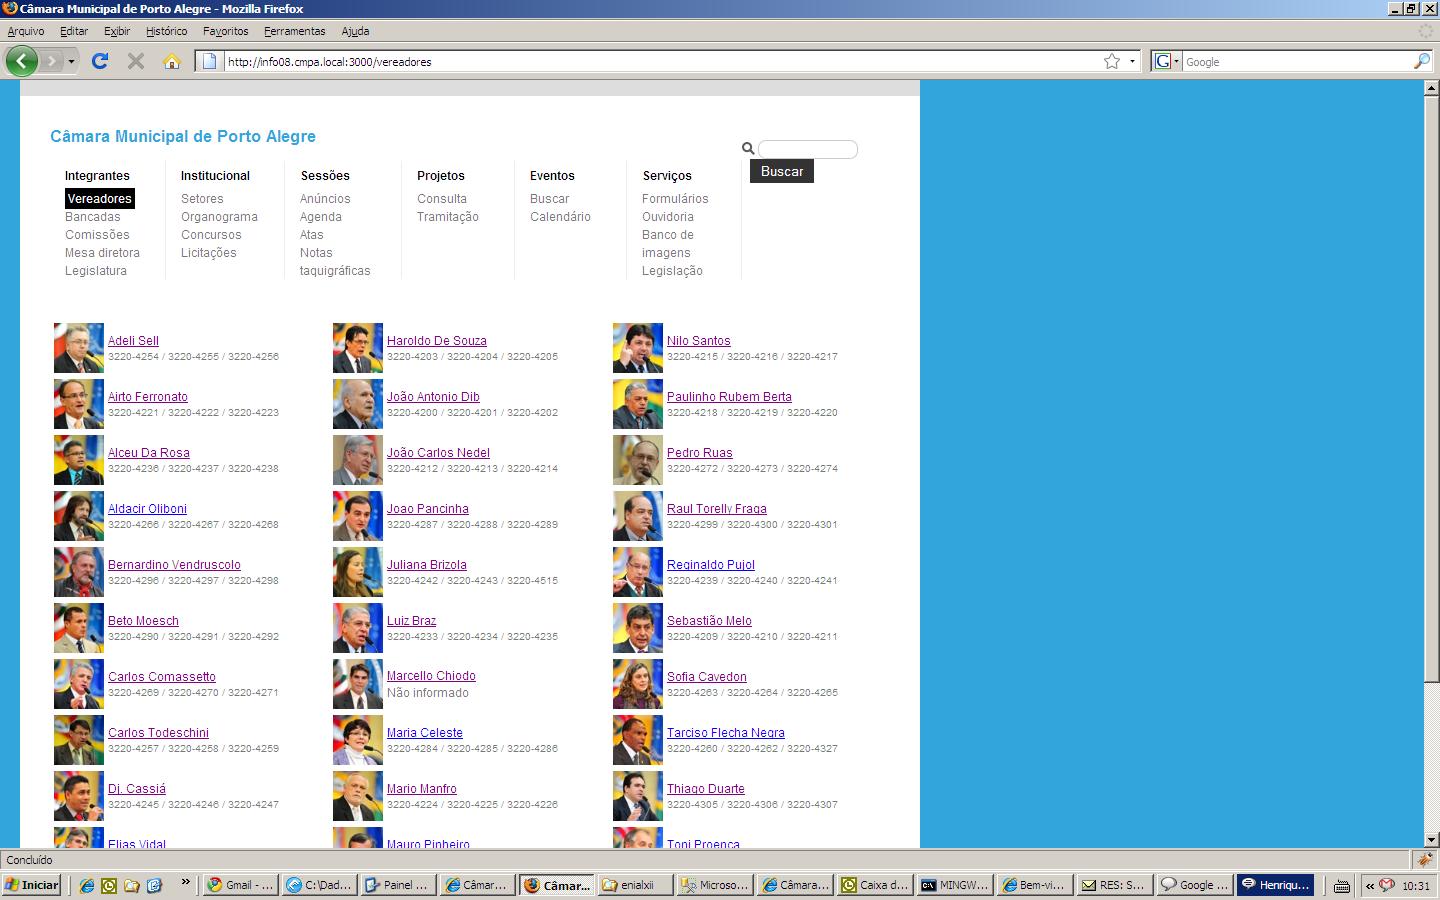 Câmara Municipal de Porto Alegre - Mozilla Firefox
Arquivo Editar Exibir Histórico Favoritos Ferramentas Ajuda
http://info08.cmpa.local:3000/vereadores
Google
Câmara Municipal de Porto Alegre
Buscar
Integrantes
Vereadores
Bancadas
Comissões
Mesa diretora
Legislatura
Institucional
Setores
Organograma
Concursos
Licitações
Sessões
Anúncios
Agenda
Atas
Notas
taquigráficas
Projetos
Consulta
Tramitação
Eventos
Buscar
Calendário
Serviços
Formulários
Ouvidoria
Banco de
imagens
Legislação
Adeli Sell
3220-4254 / 3220-4255 / 3220-4256
Airto Ferronato
3220-4221 / 3220-4222 / 3220-4223
Alceu Da Rosa
3220-4236 / 3220-4237 / 3220-4238
Aldacir Oliboni
3220-4266 / 3220-4267 / 3220-4268
Bernardino Vendruscolo
3220-4296 / 3220-4297 / 3220-4298
Beto Moesch
3220-4290 / 3220-4291 / 3220-4292
Carlos Comassetto
3220-4269 / 3220-4270 / 3220-4271
Carlos Todeschini
3220-4257 / 3220-4258 / 3220-4259
Dj. Cassiá
3220-4245 / 3220-4246 / 3220-4247
Elias Vidal
Haroldo De Souza
3220-4203 / 3220-4204 / 3220-4205
João Antonio Dib
3220-4200 / 3220-4201 / 3220-4202
João Carlos Nedel
3220-4212 / 3220-4213 / 3220-4214
Joao Pancinha
3220-4287 / 3220-4288 / 3220-4289
Juliana Brizola
3220-4242 / 3220-4243 / 3220-4515
Luiz Braz
3220-4233 / 3220-4234 / 3220-4235
Marcello Chiodo
Não informado
Maria Celeste
3220-4284 / 3220-4285 / 3220-4286
Mario Manfro
3220-4224 / 3220-4225 / 3220-4226
Mauro Pinheiro
Nilo Santos
3220-4215 / 3220-4216 / 3220-4217
Paulinho Rubem Berta
3220-4218 / 3220-4219 / 3220-4220
Pedro Ruas
3220-4272 / 3220-4273 / 3220-4274
Raul Torelly Fraga
3220-4299 / 3220-4300 / 3220-4301
Reginaldo Pujol
3220-4239 / 3220-4240 / 3220-4241
Sebastião Melo
3220-4209 / 3220-4210 / 3220-4211
Sofia Cavedon
3220-4263 / 3220-4264 / 3220-4265
Tarciso Flecha Negra
3220-4260 / 3220-4262 / 3220-4327
Thiago Duarte
3220-4305 / 3220-4306 / 3220-4307
Toni Proença
Concluído
Iniciar » Gmail - ... C:\Dad... Painel ... Câmar... Câmar... enialxii Microso... Câmara... Caixa d... MINGW... Bem-vi... RES: S... Google ... Henriqu... « 10:31